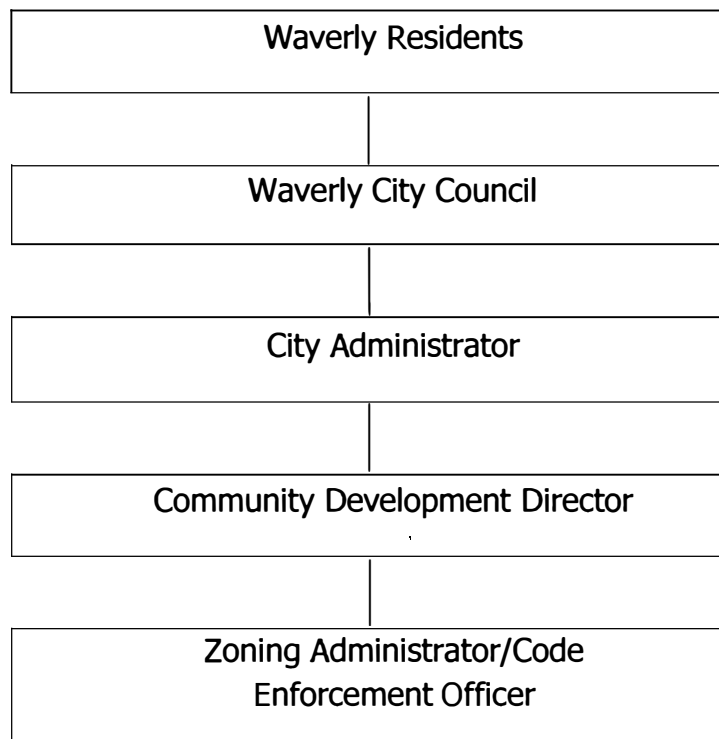 Waverly Residents
Waverly City Council
City Administrator
Community Development Director
Zoning Administrator/Code
Enforcement Officer